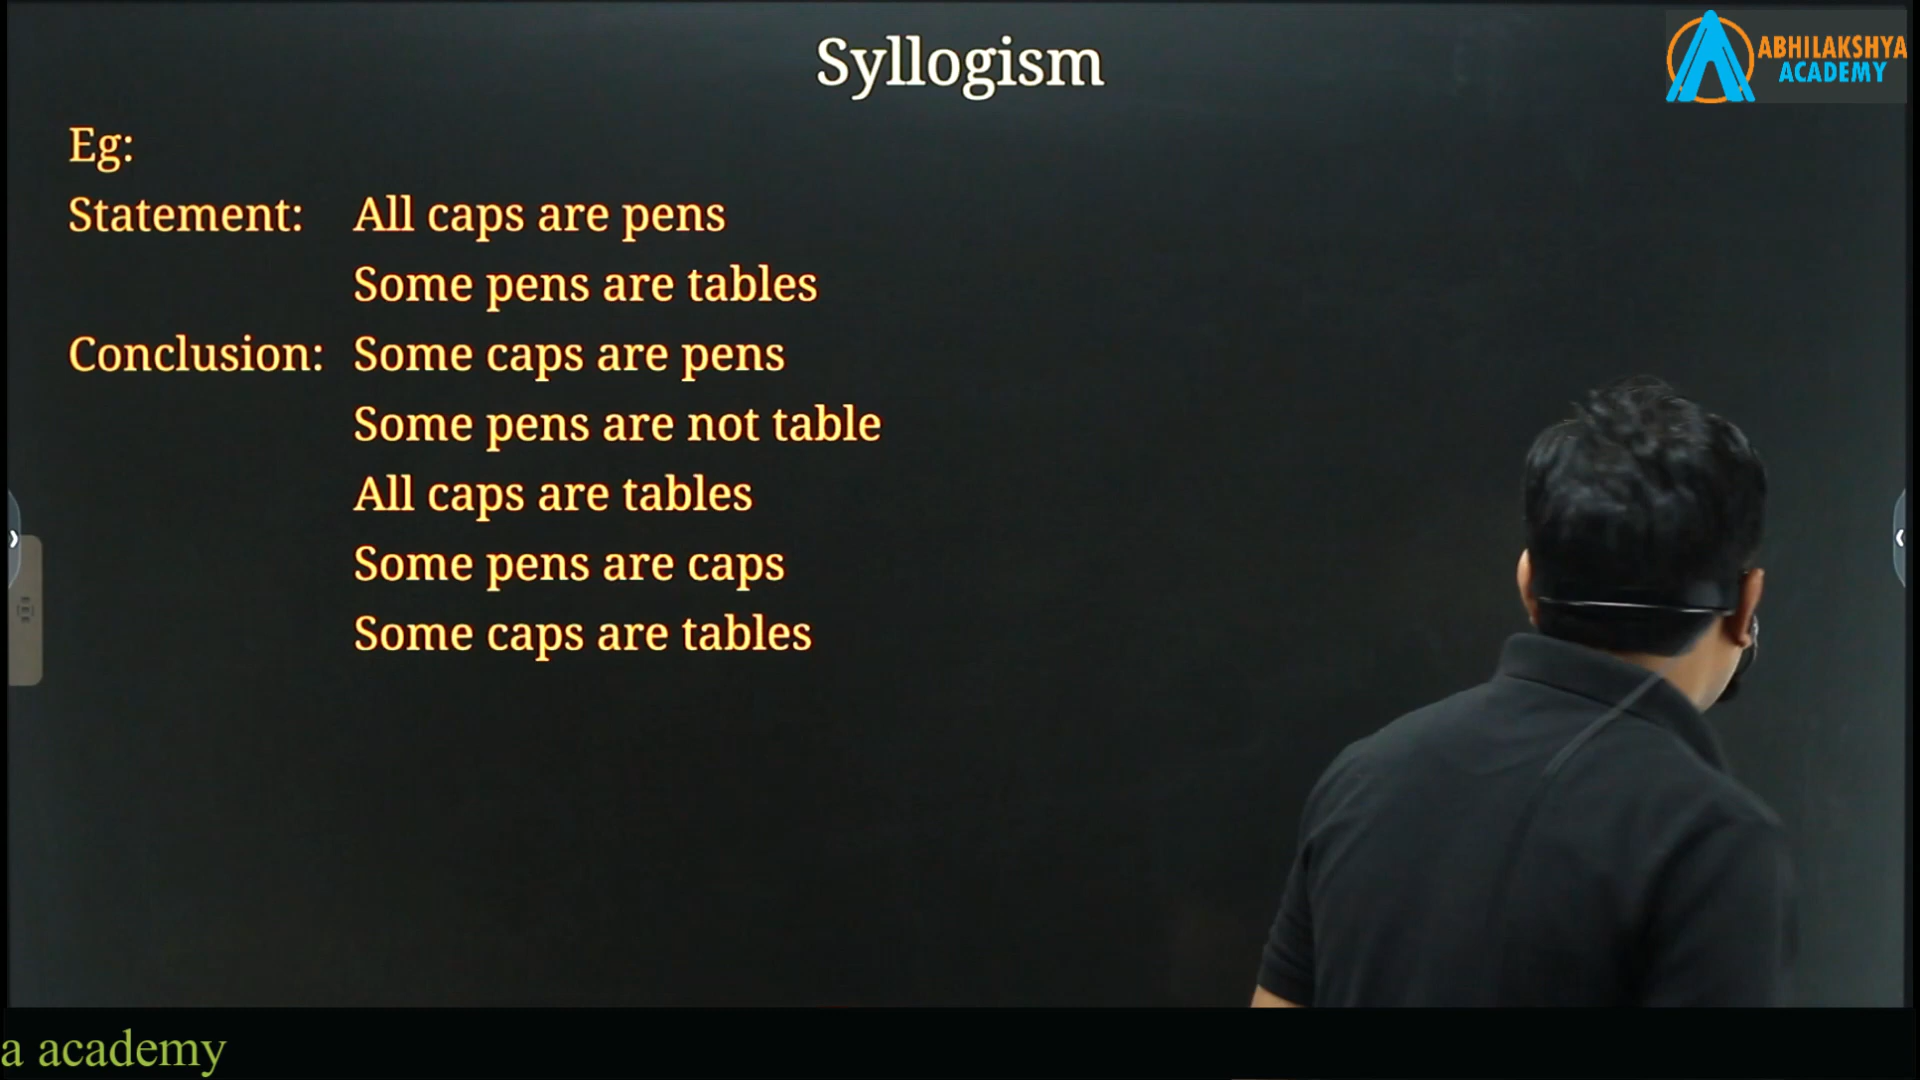 Syllogism
ABHILAKSHYA
ACADEMY
Eg:
Statement: All caps are pens
Some pens are tables
Conclusion: Some caps are pens
Some pens are not table
All caps are tables
Some pens are caps
Some caps are tables
a academy